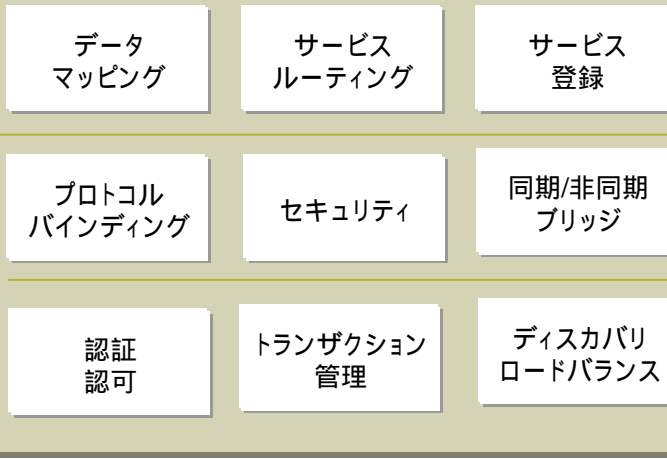 データ
マッピング
サービス
ルーティング
サービス
登録
プロトコル
バインディング
セキュリティ
同期/非同期
ブリッジ
認証
認可
トランザクション
管理
ディスカバリ
ロードバランス